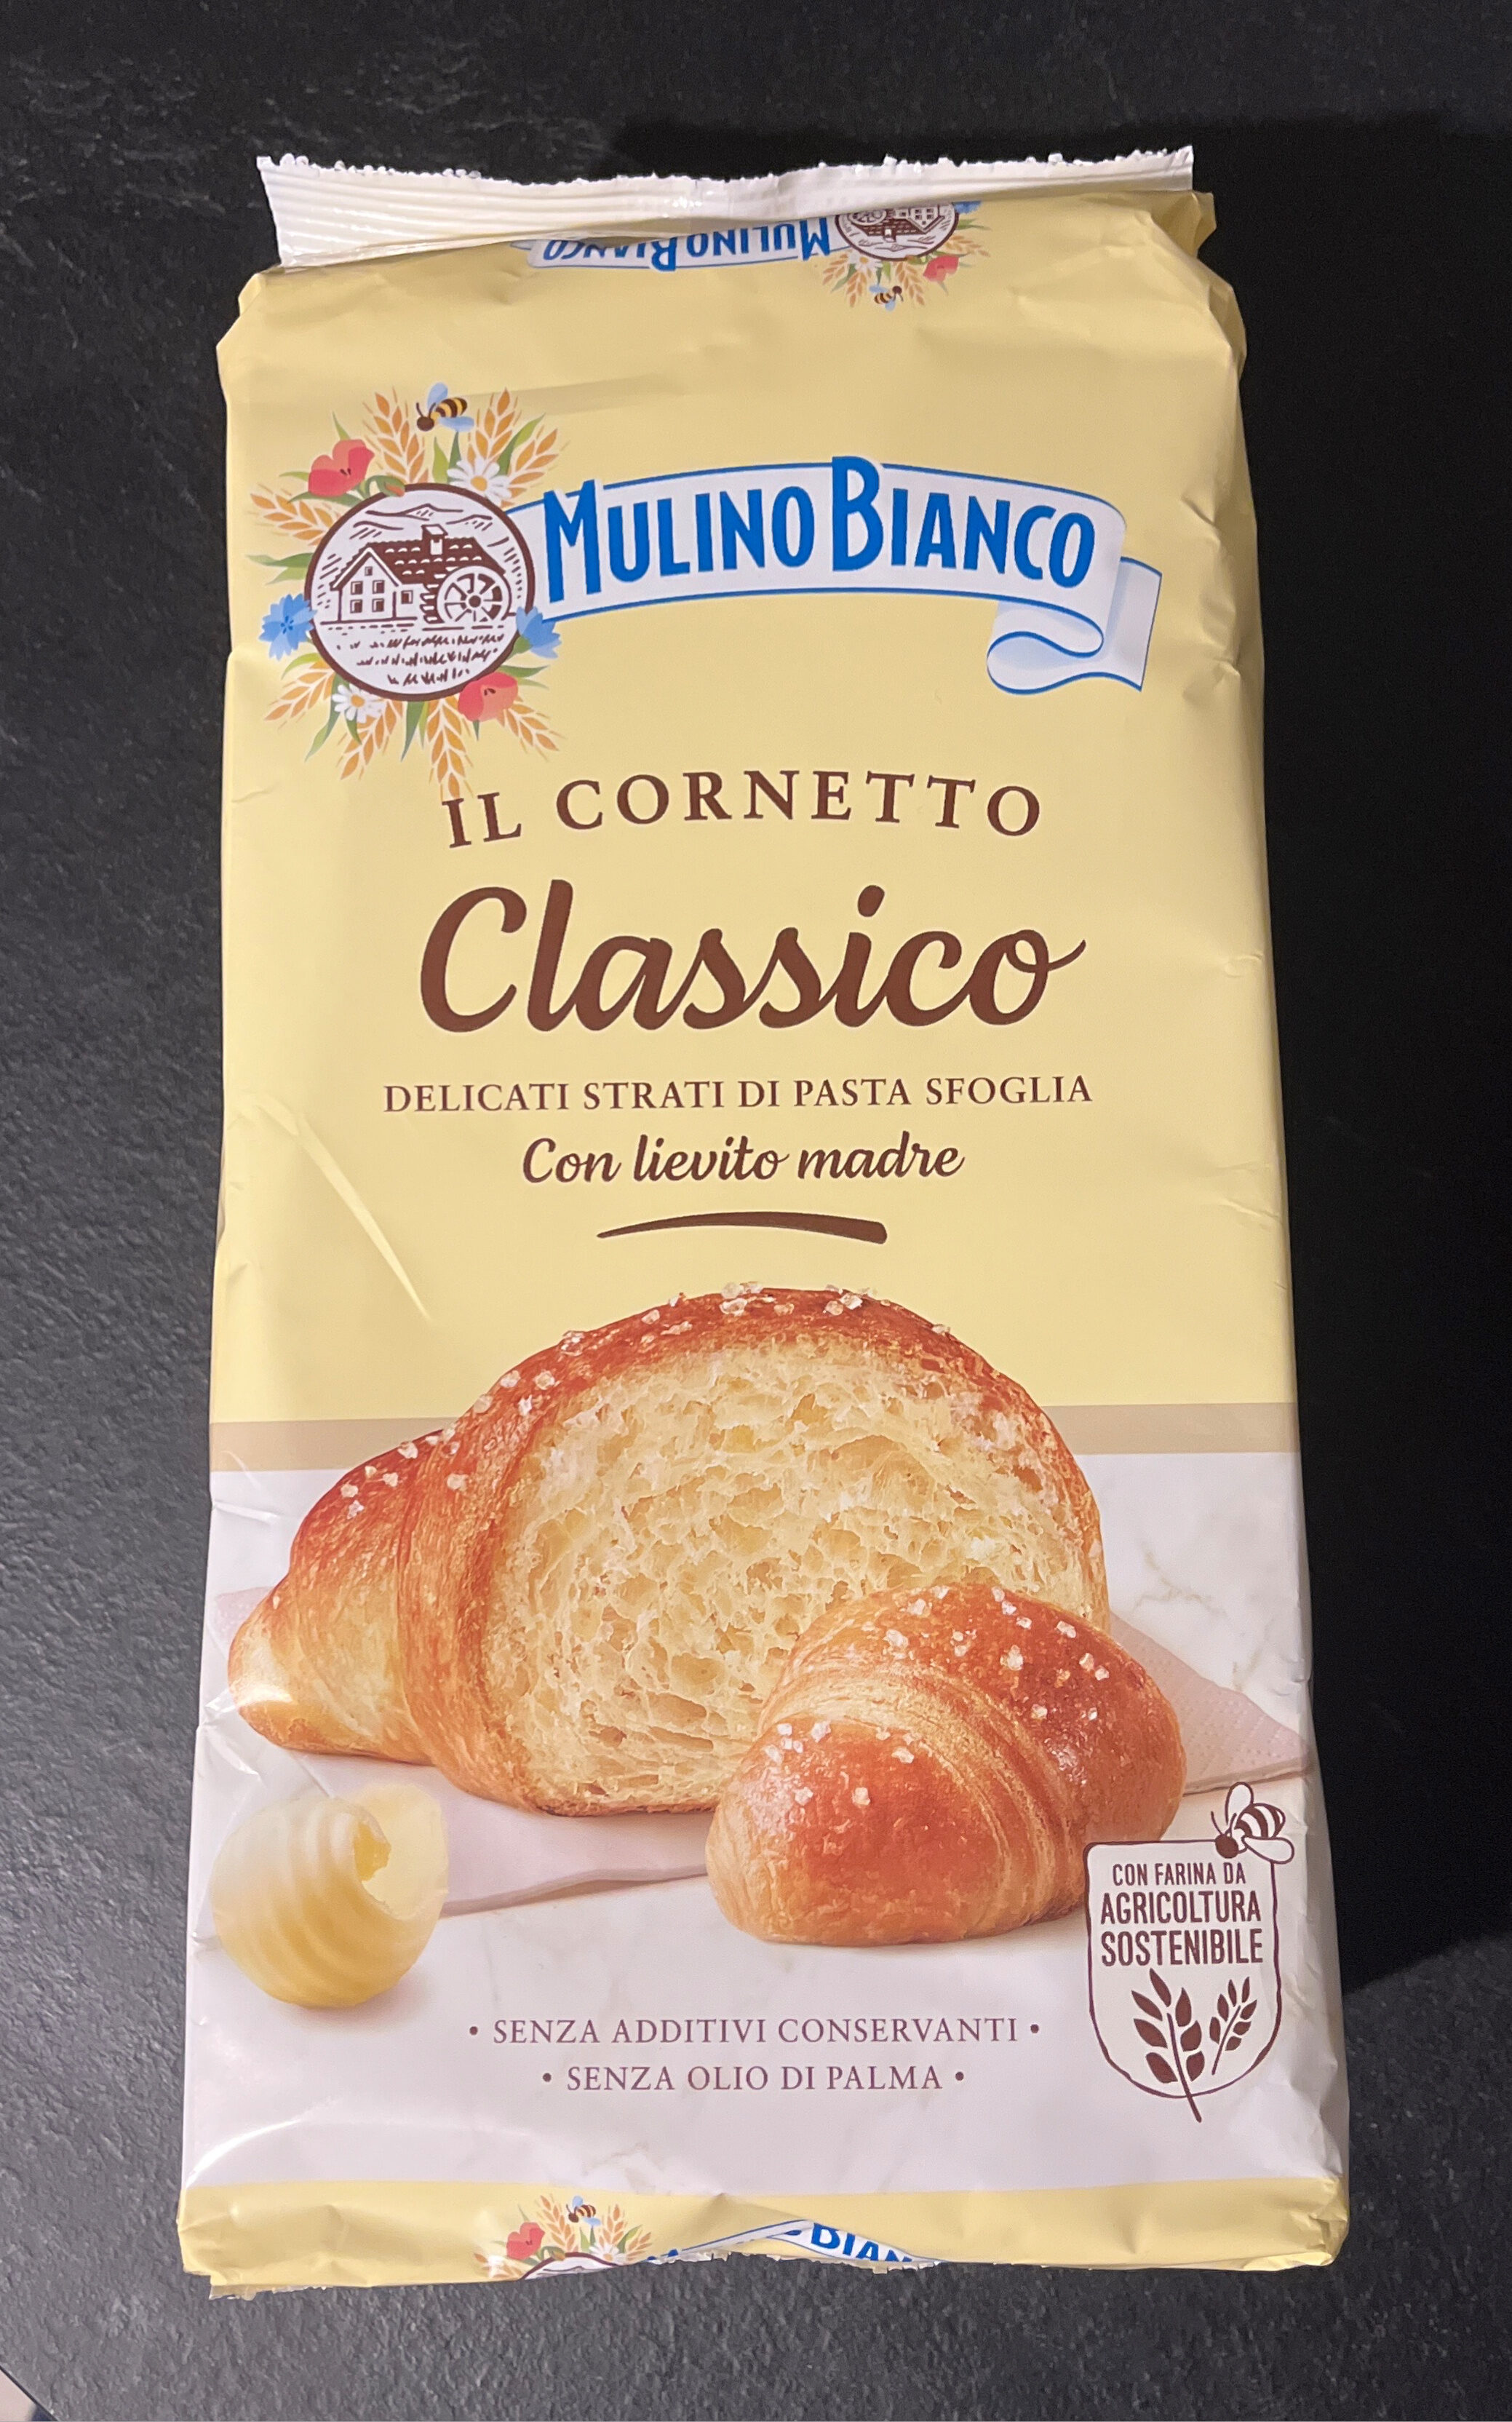 MULINO BIANCO
MULINO BIANCO
IL CORNETTO
Classico
DELICATI STRATI DI PASTA SFOGLIA
Con lievito madre
CON FARINA DA
AGRICOLTURA
SOSTENIBILE
• SENZA ADDITIVI CONSERVANTI •
• SENZA OLIO DI PALMA •